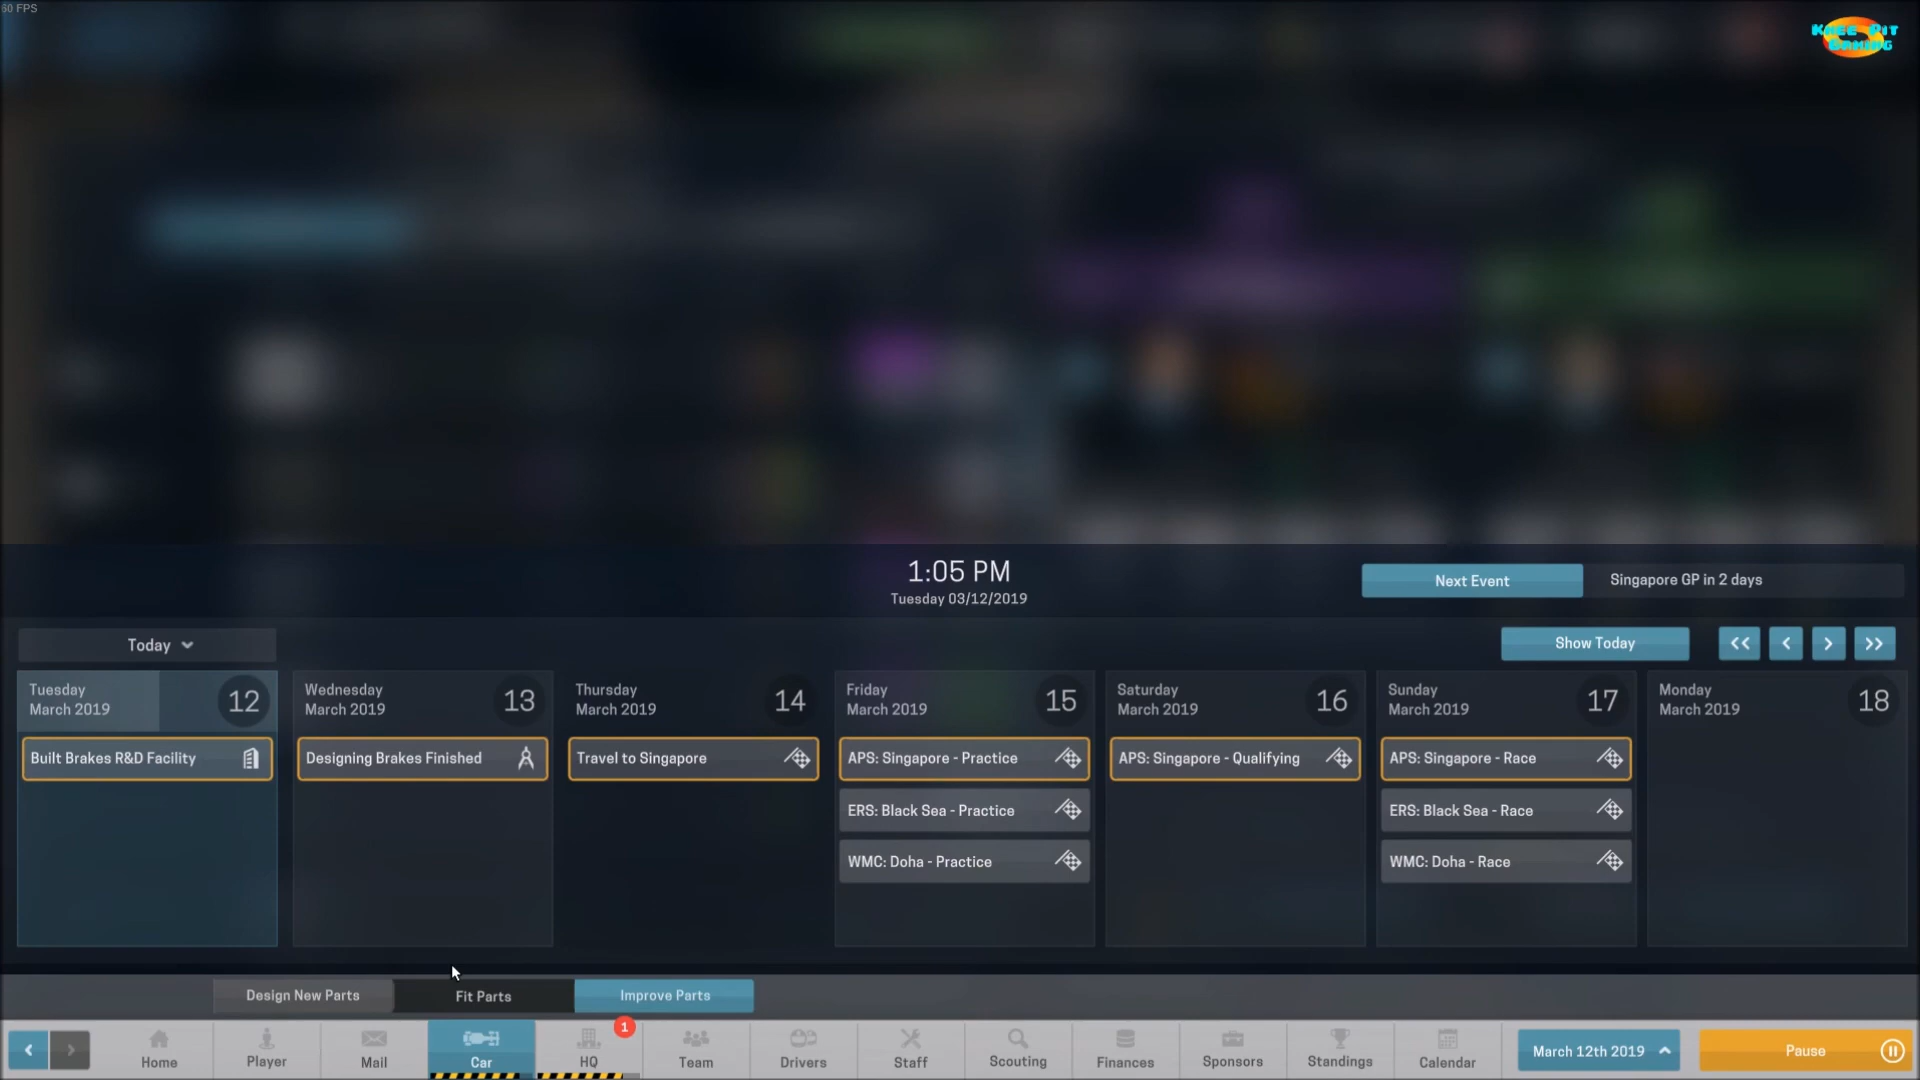 60 FPS
Knee Pit
Gaming
1:05 PM
Tuesday 03/12/2019
Next Event
Singapore GP in 2 days
Today
Show Today
Tuesday
March 2019
12
Built Brakes R&D Facility
Wednesday
March 2019
13
Designing Brakes Finished
Thursday
March 2019
14
Travel to Singapore
Friday
March 2019
15
APS: Singapore - Practice
ERS: Black Sea - Practice
WMC: Doha - Practice
Saturday
March 2019
16
APS: Singapore - Qualifying
Sunday
March 2019
17
APS: Singapore - Race
ERS: Black Sea - Race
WMC: Doha - Race
Monday
March 2019
18
Design New Parts
Fit Parts
Improve Parts
Home
Player
Mail
Car
HQ
1
Team
Drivers
Staff
Scouting
Finances
Sponsors
Standings
Calendar
March 12th 2019
Pause